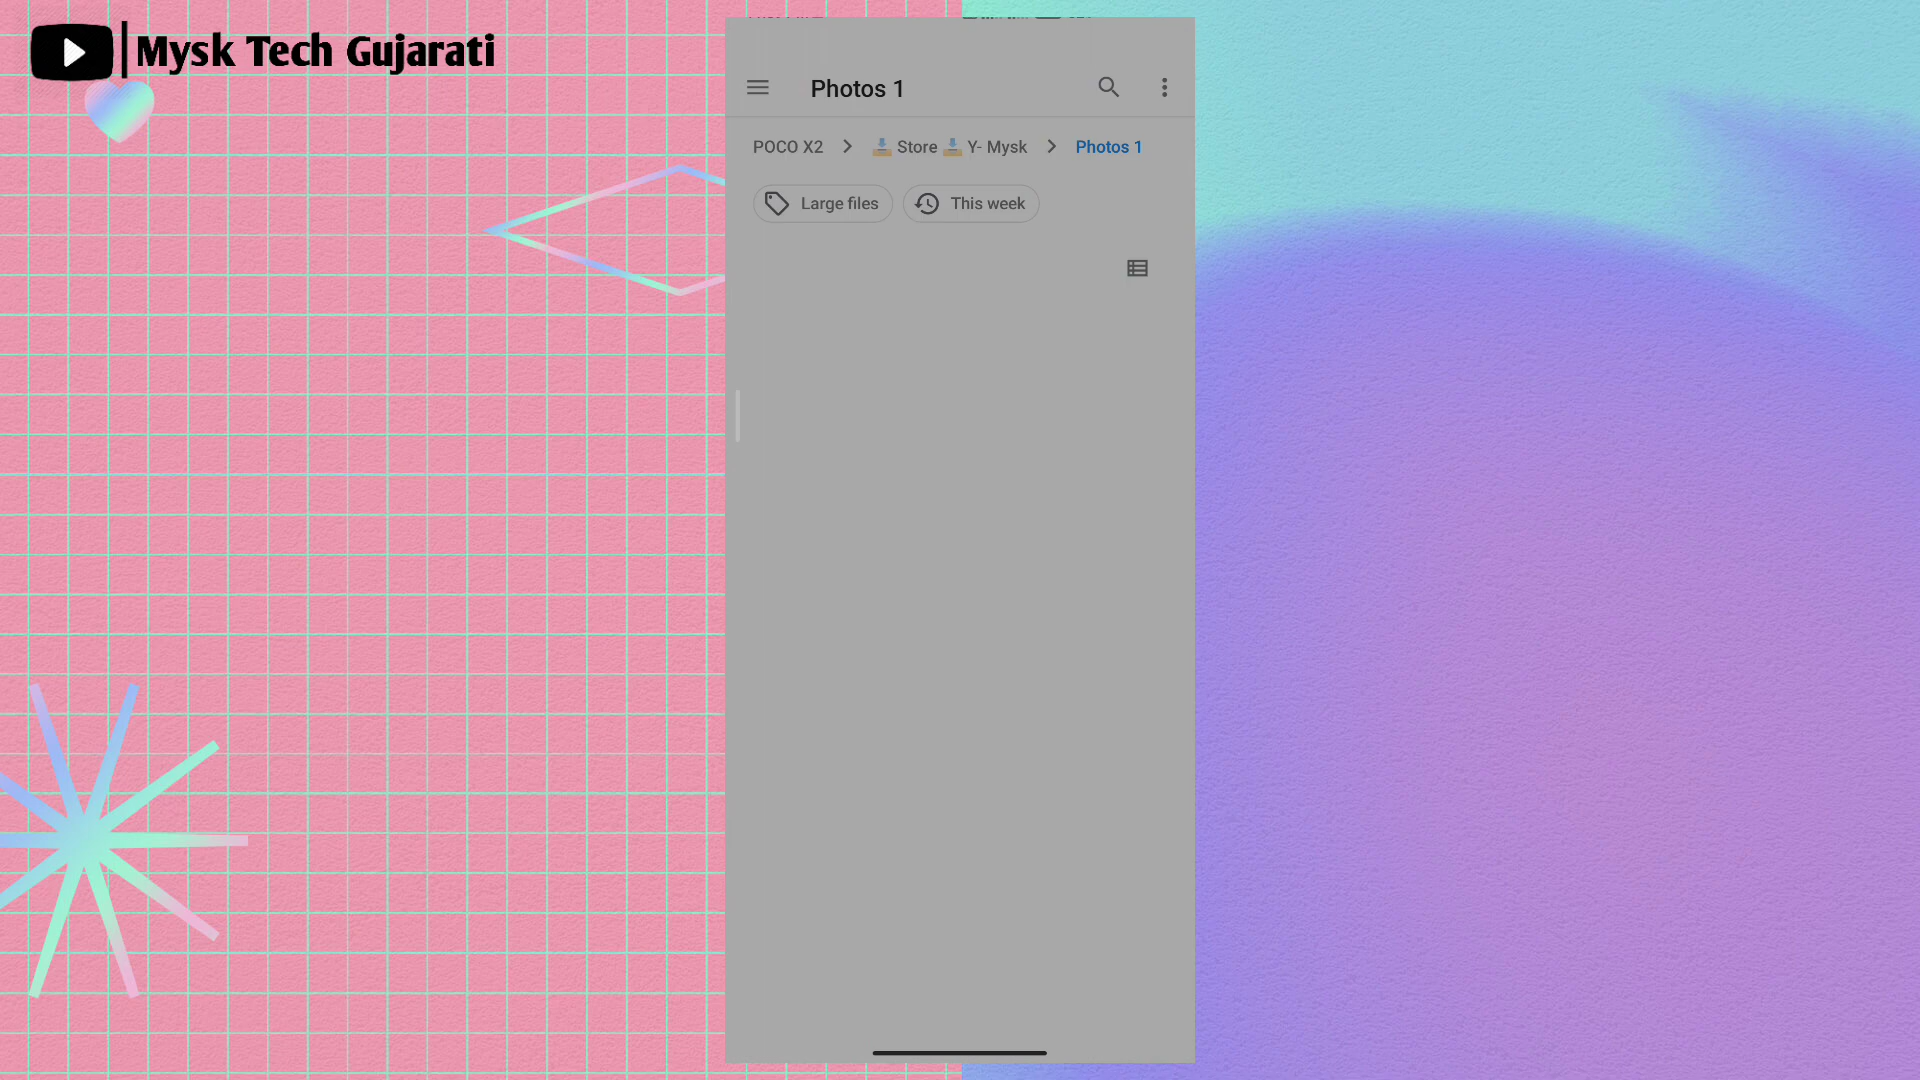 Mysk Tech Gujarati
Photos 1
POCO X2 > 📥 Store 📥 Y- Mysk > Photos 1
Large files
This week